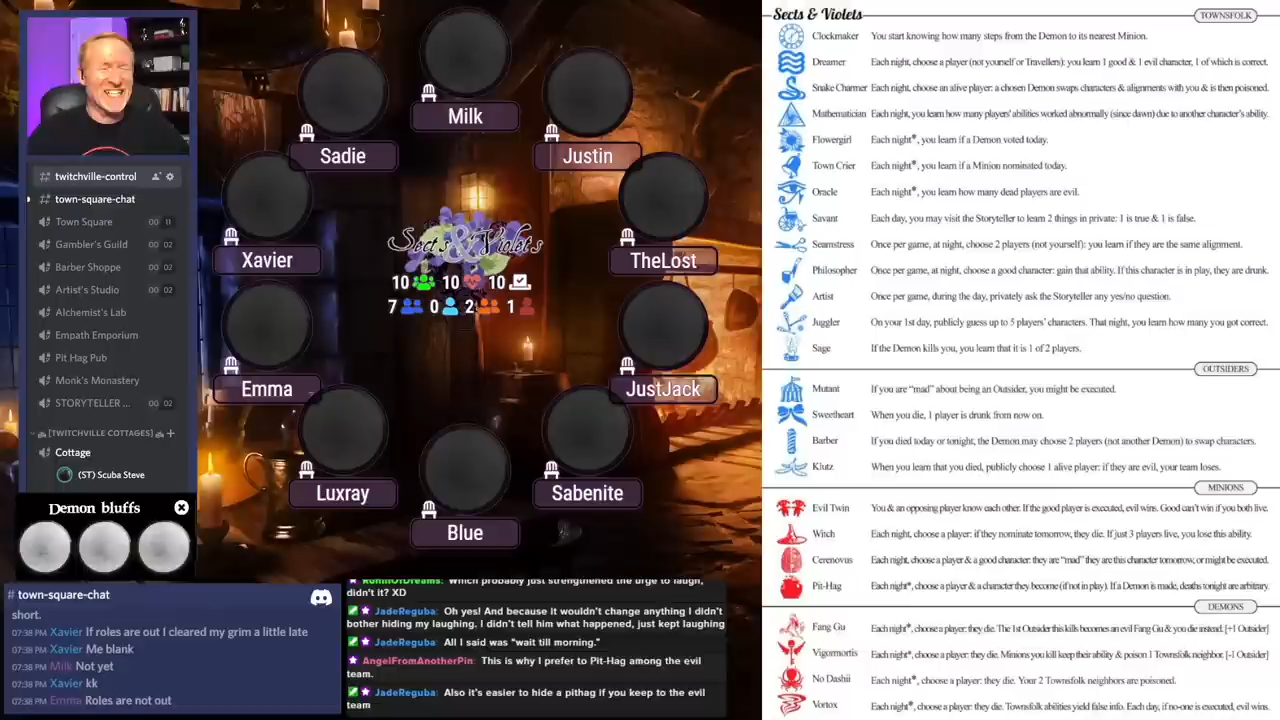 # twitchville-control
# town-square-chat
Town Square 00 11
Gambler's Guild 00 02
Barber Shoppe 00 02
Artist's Studio 00 02
Alchemist's Lab
Empath Emporium
Pit Hag Pub
Monk's Monastery
STORYTELLER ... 00 02
[TWITCHVILLE COTTAGES] +
Cottage
(ST) Scuba Steve
Demon bluffs
Milk
Sadie
Justin
Xavier
TheLost
Sects & Violets
10 10 10
7 0 2 1
Emma
JustJack
Luxray
Sabenite
Blue
# town-square-chat
short.
07:38 PM Xavier If roles are out I cleared my grim a little late
07:38 PM Xavier Me blank
07:38 PM Milk Not yet
07:38 PM Xavier kk
07:38 PM Emma Roles are not out
RuninOfDreams: Which probably just strengthened the urge to laugh,
didn't it? XD
JadeReguba: Oh yes! And because it wouldn't change anything I didn't
bother hiding my laughing. I didn't tell him what happened, just kept laughing
JadeReguba: All I said was "wait till morning."
AngelFromAnotherPin: This is why I prefer to Pit-Hag among the evil
team.
JadeReguba: Also it's easier to hide a pithag if you keep to the evil
team
Sects & Violets
TOWNSFOLK
Clockmaker You start knowing how many steps from the Demon to its nearest Minion.
Dreamer Each night, choose a player (not yourself or Travellers): you learn 1 good & 1 evil character, 1 of which is correct.
Snake Charmer Each night, choose an alive player: a chosen Demon swaps characters & alignments with you & is then poisoned.
Mathematician Each night, you learn how many players' abilities worked abnormally (since dawn) due to another character's ability.
Flowergirl Each night*, you learn if a Demon voted today.
Town Crier Each night*, you learn if a Minion nominated today.
Oracle Each night*, you learn how many dead players are evil.
Savant Each day, you may visit the Storyteller to learn 2 things in private: 1 is true & 1 is false.
Seamstress Once per game, at night, choose 2 players (not yourself): you learn if they are the same alignment.
Philosopher Once per game, at night, choose a good character: gain that ability. If this character is in play, they are drunk.
Artist Once per game, during the day, privately ask the Storyteller any yes/no question.
Juggler On your 1st day, publicly guess up to 5 players' characters. That night, you learn how many you got correct.
Sage If the Demon kills you, you learn that it is 1 of 2 players.
OUTSIDERS
Mutant If you are "mad" about being an Outsider, you might be executed.
Sweetheart When you die, 1 player is drunk from now on.
Barber If you died today or tonight, the Demon may choose 2 players (not another Demon) to swap characters.
Klutz When you learn that you died, publicly choose 1 alive player: if they are evil, your team loses.
MINIONS
Evil Twin You & an opposing player know each other. If the good player is executed, evil wins. Good can't win if you both live.
Witch Each night, choose a player: if they nominate tomorrow, they die. If just 3 players live, you lose this ability.
Cerenovus Each night, choose a player & a good character: they are "mad" they are this character tomorrow, or might be executed.
Pit-Hag Each night*, choose a player & a character they become (if not in play). If a Demon is made, deaths tonight are arbitrary.
DEMONS
Fang Gu Each night*, choose a player: they die. The 1st Outsider this kills becomes an evil Fang Gu & you die instead. [+1 Outsider]
Vigormortis Each night*, choose a player: they die. Minions you kill keep their ability & poison 1 Townsfolk neighbor. [-1 Outsider]
No Dashii Each night*, choose a player: they die. Your 2 Townsfolk neighbors are poisoned.
Vortox Each night*, choose a player: they die. Townsfolk abilities yield false info. Each day, if no-one is executed, evil wins.